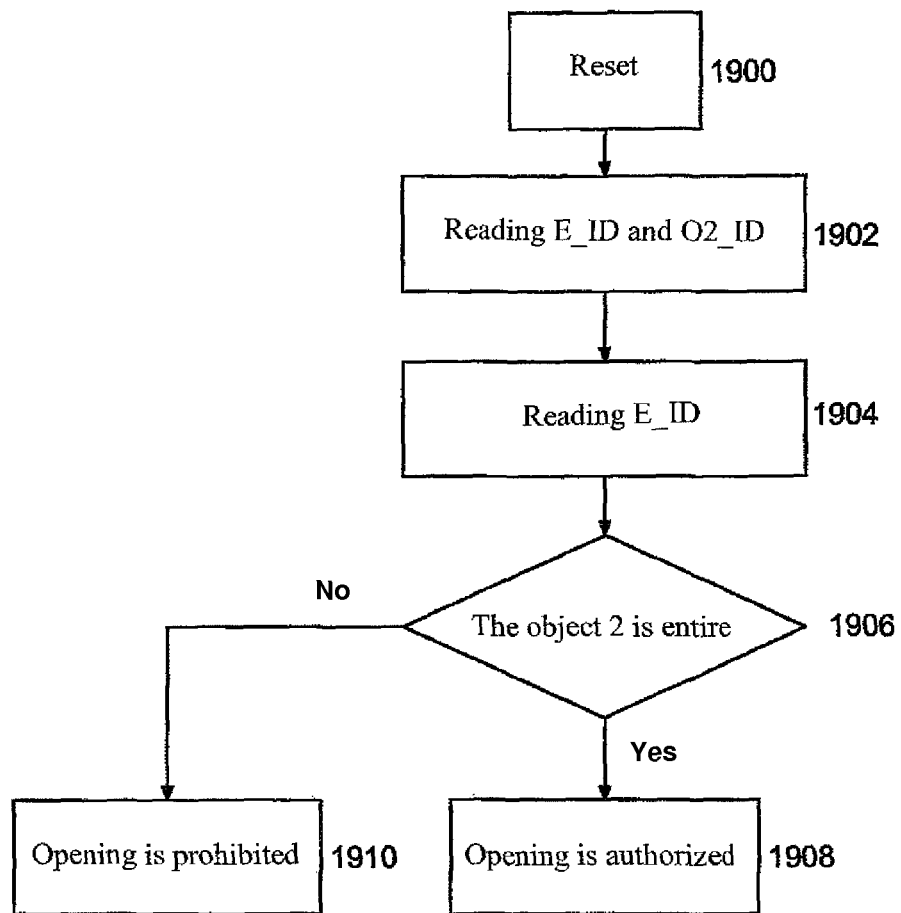 Reset 1900
Reading E_ID and O2_ID 1902
Reading E_ID 1904
The object 2 is entire 1906
No
Yes
Opening is prohibited 1910
Opening is authorized 1908